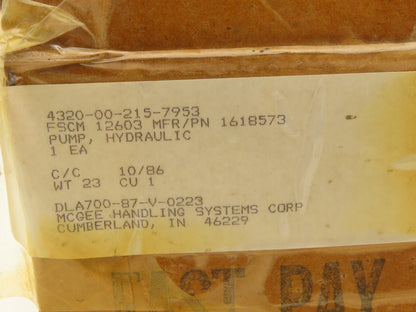 4320-00-215-7953
FSCM 12603 MFR/PN 1618573
PUMP, HYDRAULIC
1 EA
C/C 10/86
WT 23 CU 1
DLA700-87-V-0223
MCGEE HANDLING SYSTEMS CORP
CUMBERLAND, IN 46229
FAST PAY